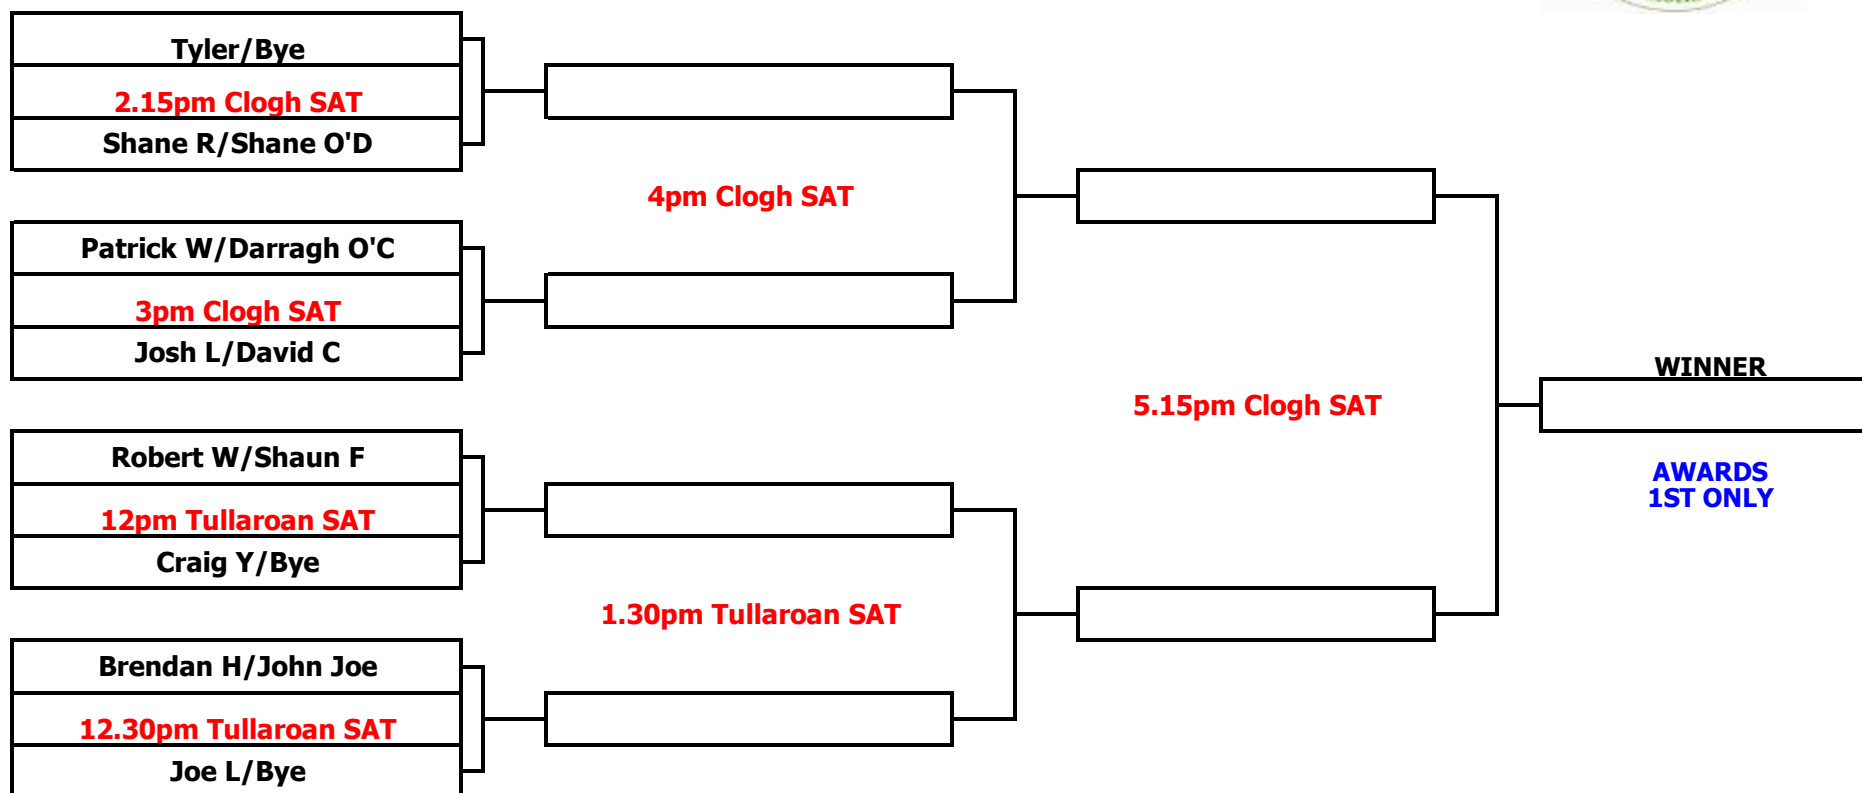 Tyler/Bye
2.15pm Clogh SAT
Shane R/Shane O'D
4pm Clogh SAT
Patrick W/Darragh O'C
3pm Clogh SAT
Josh L/David C
WINNER
5.15pm Clogh SAT
Robert W/Shaun F
AWARDS
1ST ONLY
12pm Tullaroan SAT
Craig Y/Bye
1.30pm Tullaroan SAT
Brendan H/John Joe
12.30pm Tullaroan SAT
Joe L/Bye